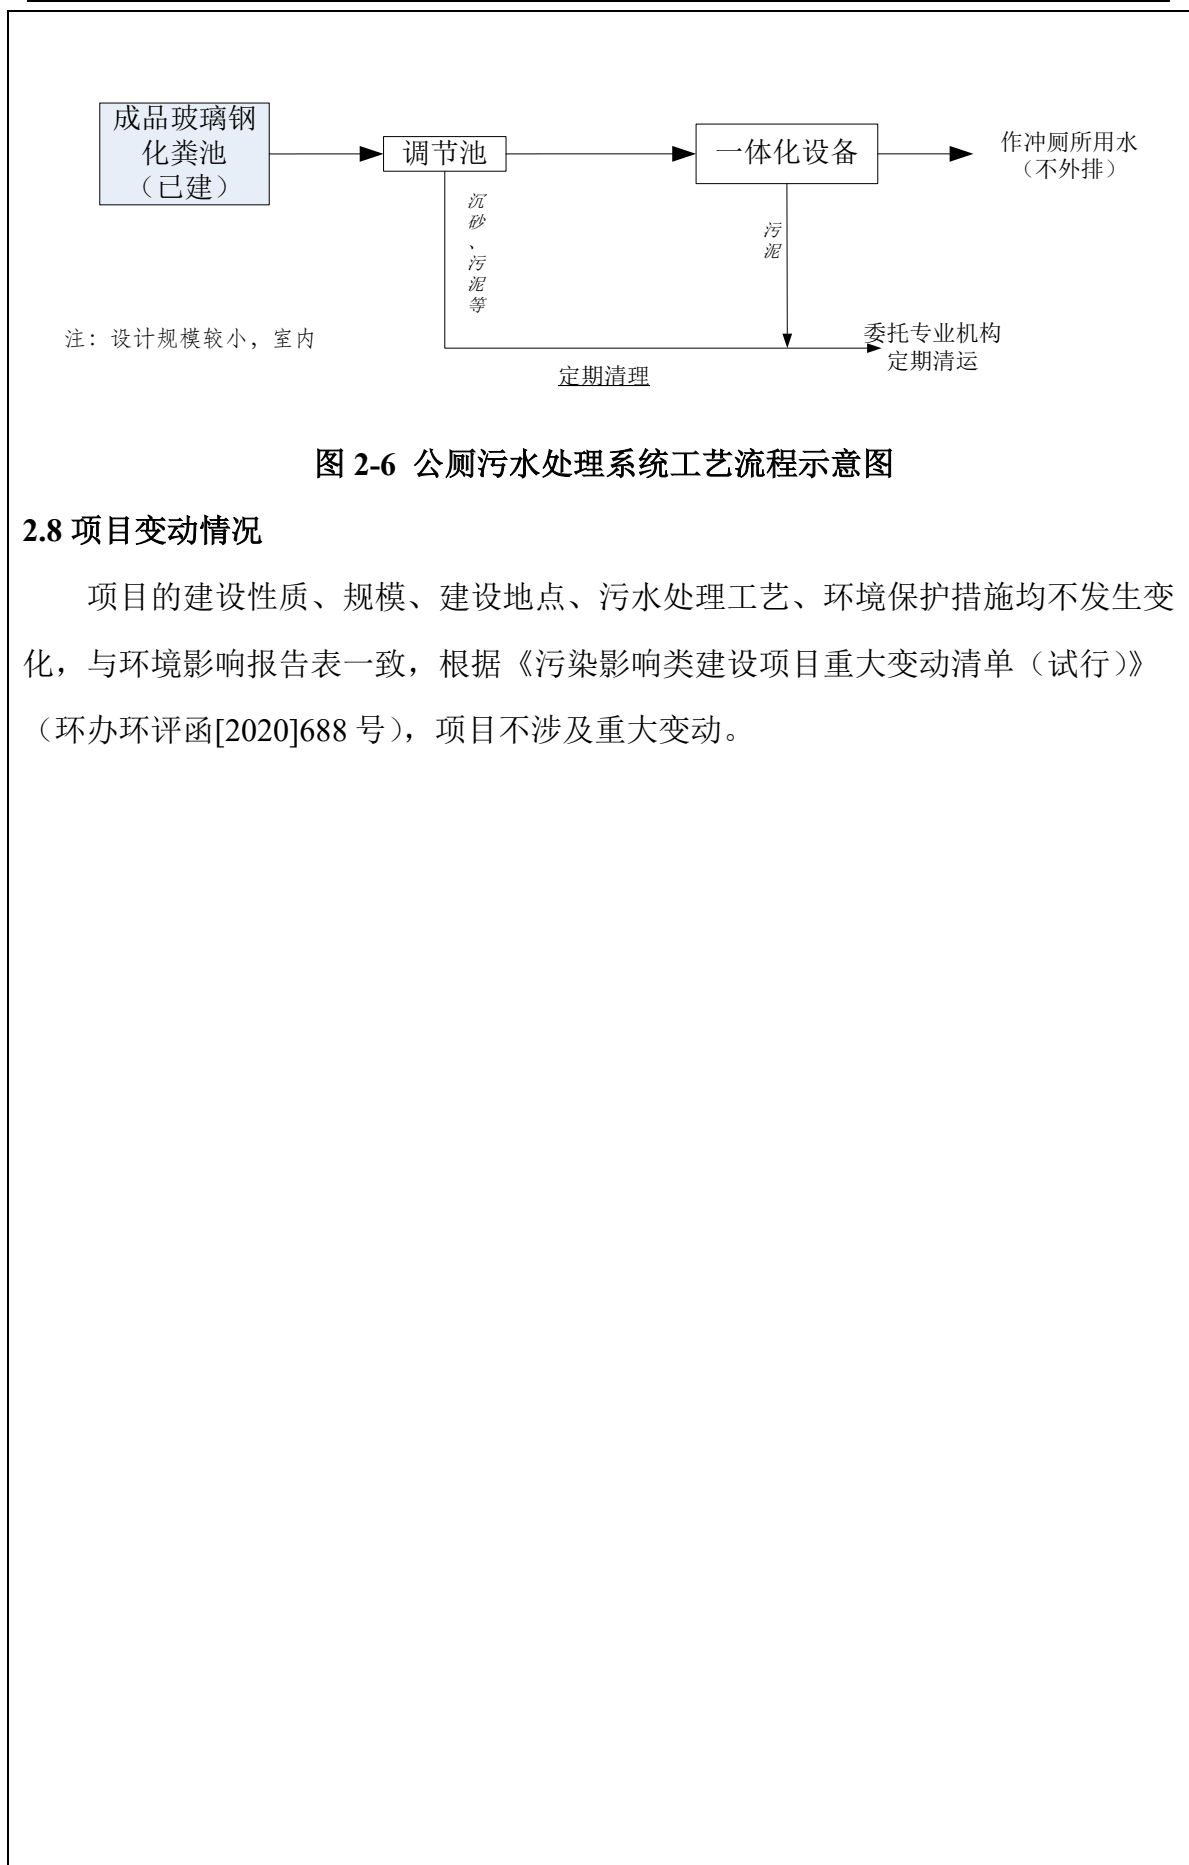 成品玻璃钢
化粪池
（已建）
调节池
一体化设备
作冲厕所用水
（不外排）
沉砂、污泥等
污泥
注：设计规模较小，室内
委托专业机构
定期清运
定期清理
图 2-6 公厕污水处理系统工艺流程示意图
2.8 项目变动情况
项目的建设性质、规模、建设地点、污水处理工艺、环境保护措施均不发生变
化，与环境影响报告表一致，根据《污染影响类建设项目重大变动清单（试行）》
（环办环评函[2020]688 号），项目不涉及重大变动。